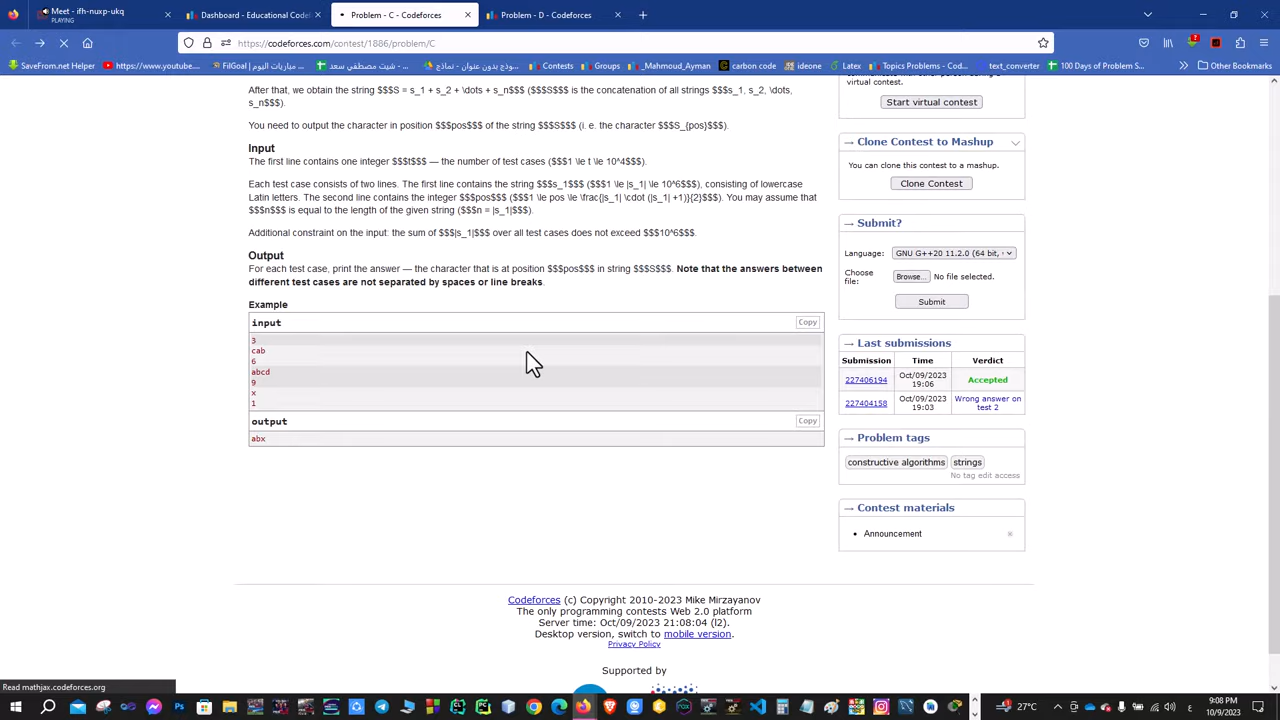 Meet - ifh-nuxp-ukq
PLAYING
Dashboard - Educational Codef
Problem - C - Codeforces
Problem - D - Codeforces
https://codeforces.com/contest/1886/problem/C
SaveFrom.net Helper
https://www.youtube....
FilGoal | مباريات اليوم ...
شيت مصطفي سعد ...
نموذج بدون عنوان - نماذج...
Contests
Groups
_Mahmoud_Ayman
carbon code
ideone
Topics Problems - Cod...
text_converter
100 Days of Problem S...
Other Bookmarks
After that, we obtain the string $$$S = s_1 + s_2 + \dots + s_n$$$ ($$$S$$$ is the concatenation of all strings $$$s_1, s_2, \dots,
s_n$$$).
You need to output the character in position $$$pos$$$ of the string $$$S$$$ (i. e. the character $$$S_{pos}$$$).
Input
The first line contains one integer $$$t$$$ — the number of test cases ($$$1 \le t \le 10^4$$$).
Each test case consists of two lines. The first line contains the string $$$s_1$$$ ($$$1 \le |s_1| \le 10^6$$$), consisting of lowercase
Latin letters. The second line contains the integer $$$pos$$$ ($$$1 \le pos \le \frac{|s_1| \cdot (|s_1| +1)}{2}$$$). You may assume that
$$$n$$$ is equal to the length of the given string ($$$n = |s_1|$$$).
Additional constraint on the input: the sum of $$$|s_1|$$$ over all test cases does not exceed $$$10^6$$$.
Output
For each test case, print the answer — the character that is at position $$$pos$$$ in string $$$S$$$. Note that the answers between
different test cases are not separated by spaces or line breaks.
Example
input
Copy
3
cab
6
abcd
9
x
1
output
Copy
abx
virtual contest.
Start virtual contest
→ Clone Contest to Mashup
You can clone this contest to a mashup.
Clone Contest
→ Submit?
Language:
GNU G++20 11.2.0 (64 bit,
Choose
file:
Browse...
No file selected.
Submit
→ Last submissions
Submission Time Verdict
227406194 Oct/09/2023 19:06 Accepted
227404158 Oct/09/2023 19:03 Wrong answer on test 2
→ Problem tags
constructive algorithms
strings
No tag edit access
→ Contest materials
Announcement
Codeforces (c) Copyright 2010-2023 Mike Mirzayanov
The only programming contests Web 2.0 platform
Server time: Oct/09/2023 21:08:04 (l2).
Desktop version, switch to mobile version.
Privacy Policy
Supported by
Read mathjax.codeforces.org
27°C
9:08 PM
10/9/2023